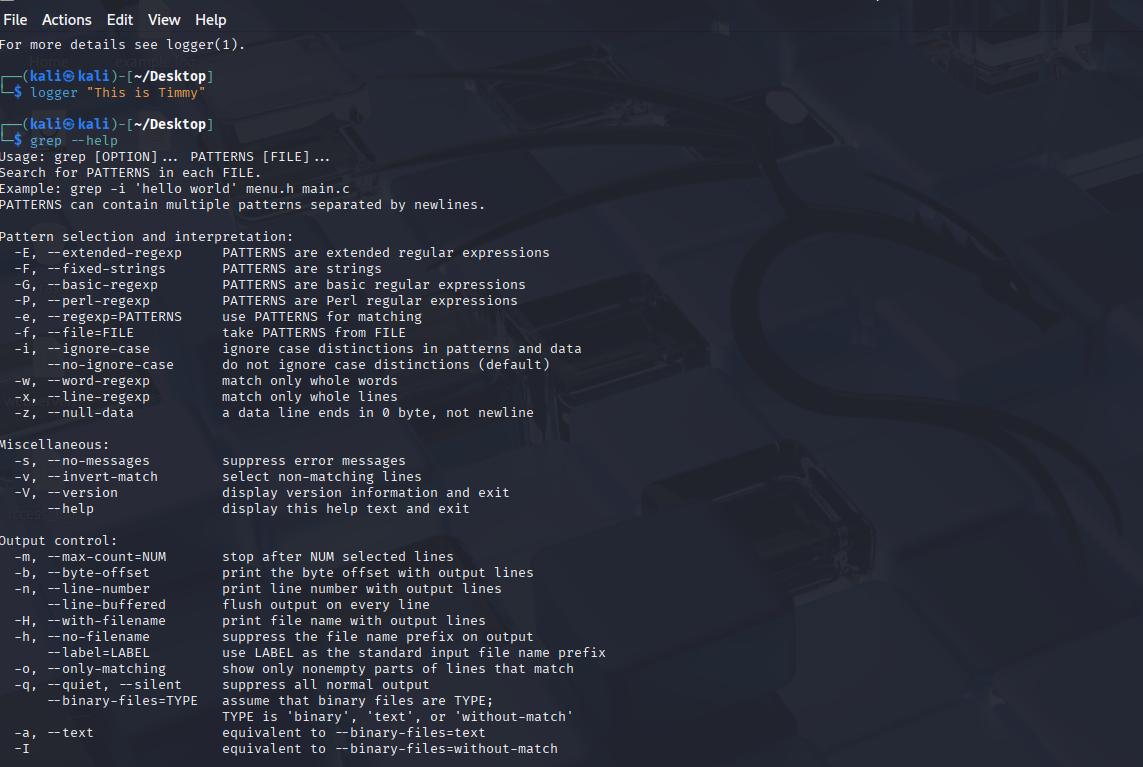 File Actions Edit View Help
For more details see logger(1).
┌──(kali㉿kali)-[~/Desktop]
└─$ logger "This is Timmy"
┌──(kali㉿kali)-[~/Desktop]
└─$ grep --help
Usage: grep [OPTION]... PATTERNS [FILE]...
Search for PATTERNS in each FILE.
Example: grep -i 'hello world' menu.h main.c
PATTERNS can contain multiple patterns separated by newlines.
Pattern selection and interpretation:
-E, --extended-regexp PATTERNS are extended regular expressions
-F, --fixed-strings PATTERNS are strings
-G, --basic-regexp PATTERNS are basic regular expressions
-P, --perl-regexp PATTERNS are Perl regular expressions
-e, --regexp=PATTERNS use PATTERNS for matching
-f, --file=FILE take PATTERNS from FILE
-i, --ignore-case ignore case distinctions in patterns and data
--no-ignore-case do not ignore case distinctions (default)
-w, --word-regexp match only whole words
-x, --line-regexp match only whole lines
-z, --null-data a data line ends in 0 byte, not newline
Miscellaneous:
-s, --no-messages suppress error messages
-v, --invert-match select non-matching lines
-V, --version display version information and exit
--help display this help text and exit
Output control:
-m, --max-count=NUM stop after NUM selected lines
-b, --byte-offset print the byte offset with output lines
-n, --line-number print line number with output lines
--line-buffered flush output on every line
-H, --with-filename print file name with output lines
-h, --no-filename suppress the file name prefix on output
--label=LABEL use LABEL as the standard input file name prefix
-o, --only-matching show only nonempty parts of lines that match
-q, --quiet, --silent suppress all normal output
--binary-files=TYPE assume that binary files are TYPE;
TYPE is 'binary', 'text', or 'without-match'
-a, --text equivalent to --binary-files=text
-I equivalent to --binary-files=without-match